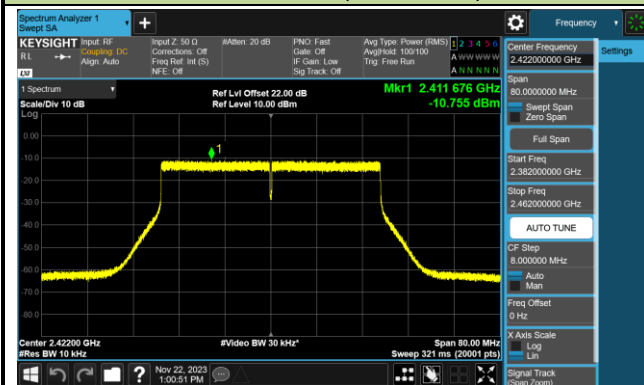 Spectrum Analyzer 1
Swept SA
Frequency
KEYSIGHT
RL
LXI
Input: RF
Coupling: DC
Align: Auto
Input Z: 50 Ω
Corrections: Off
Freq Ref: Int (S)
NFE: Off
#Atten: 20 dB
PNO: Fast
Gate: Off
IF Gain: Low
Sig Track: Off
Avg Type: Power (RMS)
Avg|Hold: 100/100
Trig: Free Run
1 2 3 4 5 6
A W W W W W
A N N N N N
Settings
Center Frequency
2.422000000 GHz
Span
80.0000000 MHz
Swept Span
Zero Span
Full Span
Start Freq
2.382000000 GHz
Stop Freq
2.462000000 GHz
AUTO TUNE
CF Step
8.000000 MHz
Auto
Man
Freq Offset
0 Hz
X Axis Scale
Log
Lin
Signal Track
(Span Zoom)
1 Spectrum
Scale/Div 10 dB
Log
Ref Lvl Offset 22.00 dB
Ref Level 10.00 dBm
Mkr1 2.411 676 GHz
-10.755 dBm
1
0.00
-10.0
-20.0
-30.0
-40.0
-50.0
-60.0
-70.0
-80.0
Center 2.42200 GHz
#Res BW 10 kHz
#Video BW 30 kHz*
Span 80.00 MHz
Sweep 321 ms (20001 pts)
?
Nov 22, 2023
1:00:51 PM